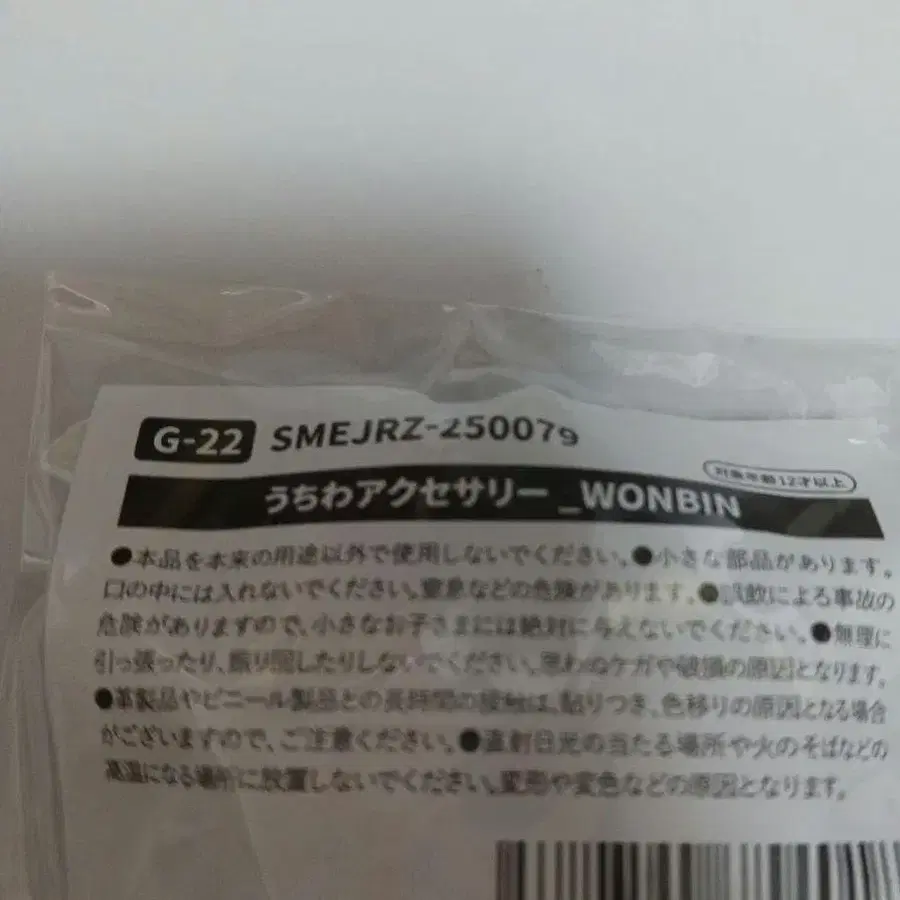 G-22 SMEJRZ-250079
対象年齢12才以上
うちわアクセサリー _WONBIN
●本品を本来の用途以外で使用しないでください。●小さな部品があります。
口の中には入れないでください。窒息などの危険があります。●誤飲による事故の
危険がありますので、小さなお子さまには絶対に与えないでください。●無理に
引っ張ったり、振り回したりしないでください。思わぬケガや破損の原因となります。
●革製品やビニール製品との長時間の接触は、貼りつき、色移りの原因となる場合
がございますので、ご注意ください。●直射日光の当たる場所や火のそばなどの
高温になる場所に放置しないでください。変形や変色などの原因となります。